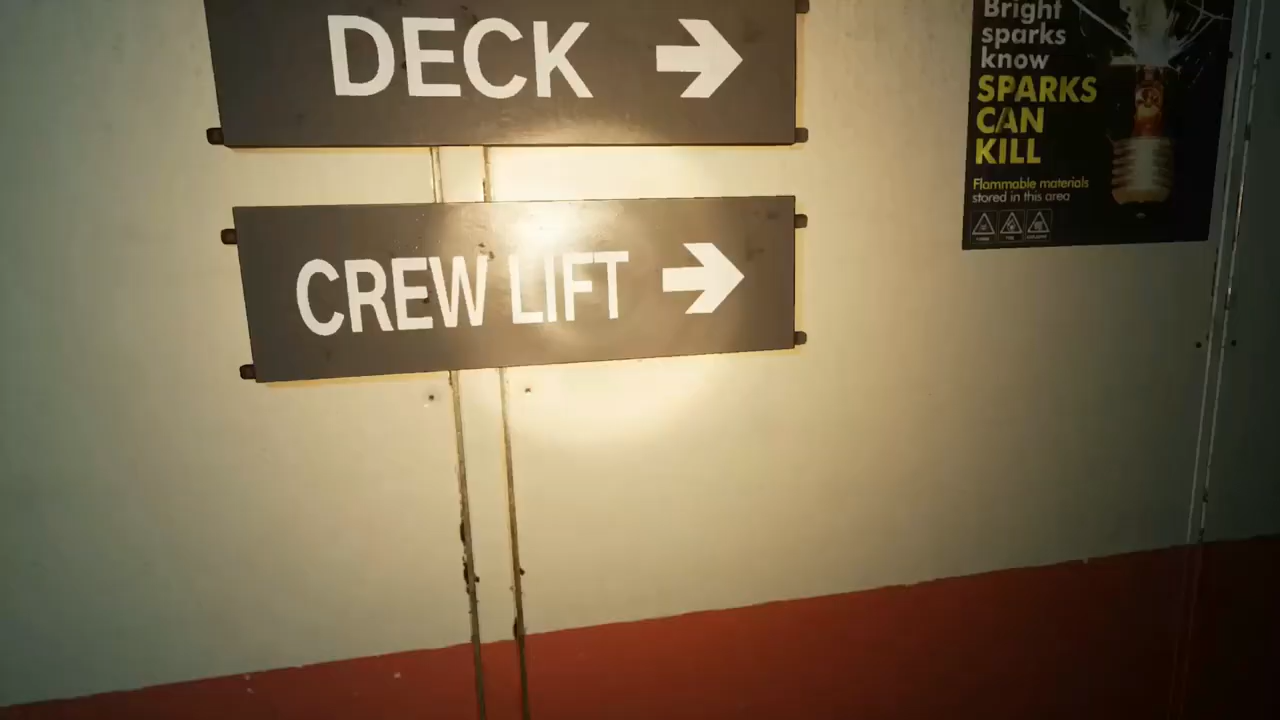 DECK
CREW LIFT
Bright
sparks
know
SPARKS
CAN
KILL
Flammable materials
stored in this area